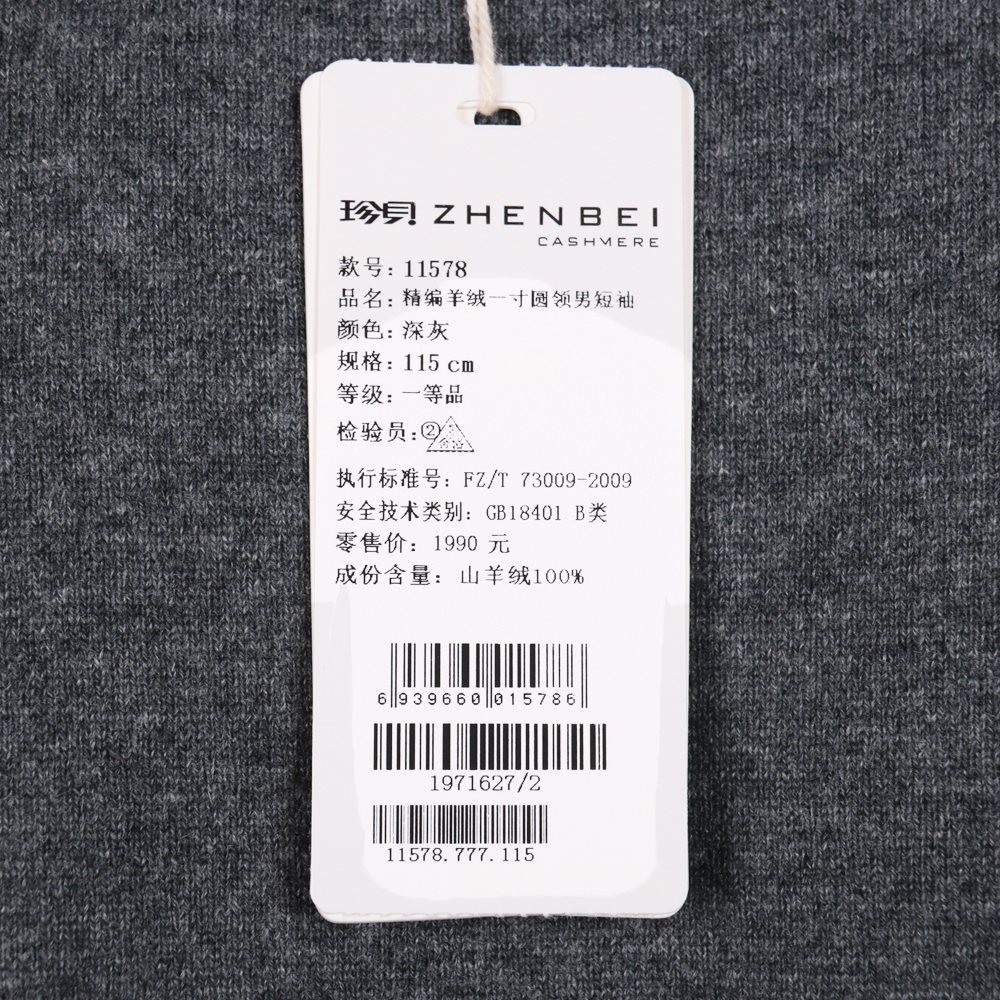 珍贝 ZHENBEI
CASHMERE
款号: 11578
品名: 精编羊绒一寸圆领男短袖
颜色: 深灰
规格: 115 cm
等级: 一等品
检验员: ②
执行标准号: FZ/T 73009-2009
安全技术类别: GB18401 B类
零售价: 1990 元
成份含量: 山羊绒100%
6 939660 015786
1971627/2
11578.777.115